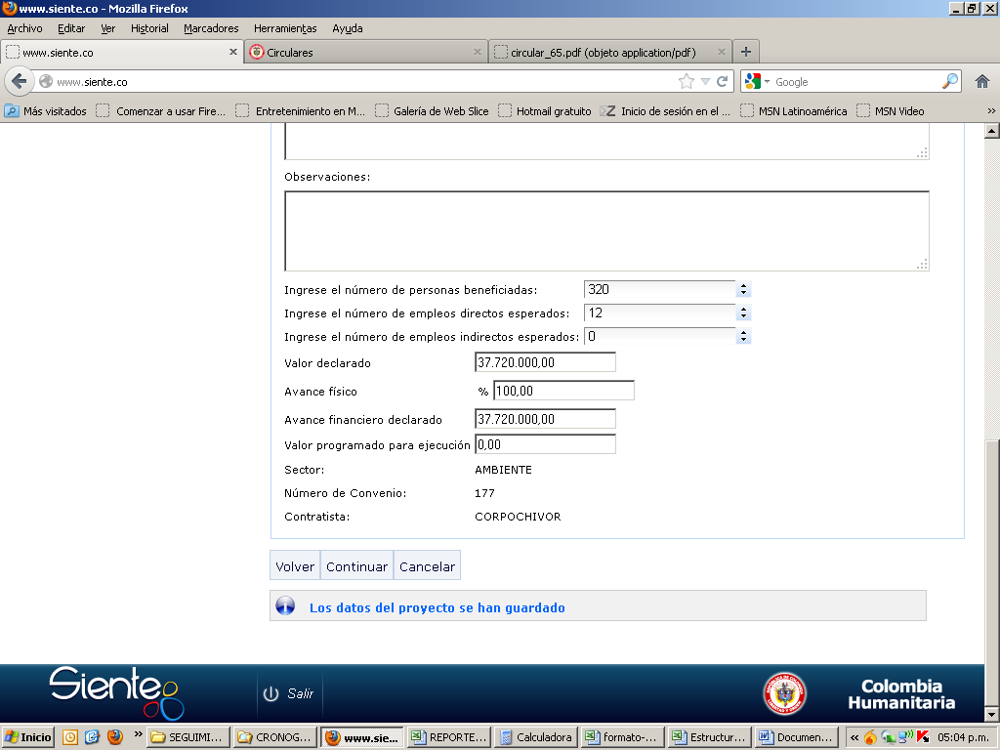 www.siente.co - Mozilla Firefox
Archivo Editar Ver Historial Marcadores Herramientas Ayuda
www.siente.co
Circulares
circular_65.pdf (objeto application/pdf)
www.siente.co
Google
Más visitados Comenzar a usar Fire... Entretenimiento en M... Galería de Web Slice Hotmail gratuito Inicio de sesión en el ... MSN Latinoamérica MSN Video »
Observaciones:
Ingrese el número de personas beneficiadas: 320
Ingrese el número de empleos directos esperados: 12
Ingrese el número de empleos indirectos esperados: 0
Valor declarado 37.720.000,00
Avance físico % 100,00
Avance financiero declarado 37.720.000,00
Valor programado para ejecución 0,00
Sector: AMBIENTE
Número de Convenio: 177
Contratista: CORPOCHIVOR
Volver Continuar Cancelar
Los datos del proyecto se han guardado
Siente
Salir
Colombia
Humanitaria
Inicio » SEGUIMI... CRONOG... www.sie... REPORTE... Calculadora formato-... Estructur... Documen... « 05:04 p.m.